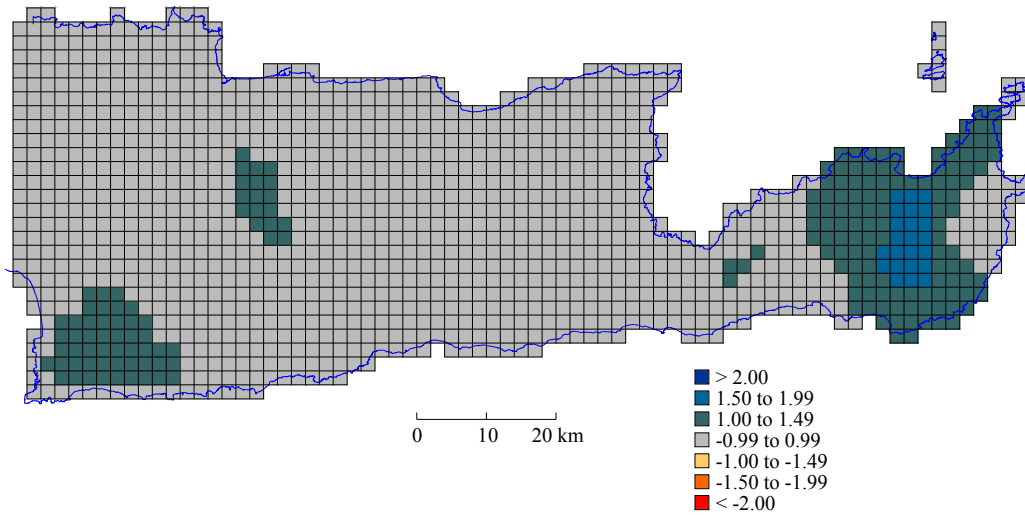 > 2.00
1.50 to 1.99
1.00 to 1.49
-0.99 to 0.99
-1.00 to -1.49
-1.50 to -1.99
< -2.00
0 10 20 km